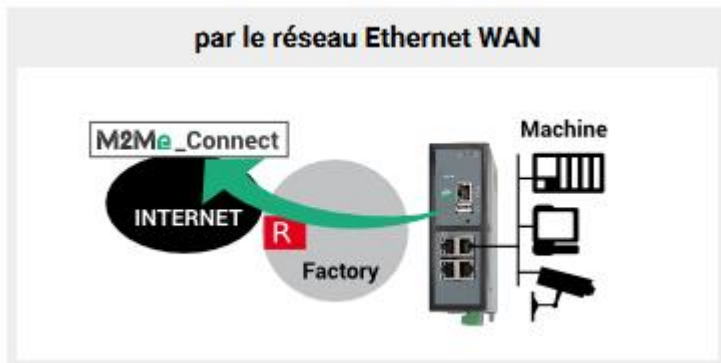 par le réseau Ethernet WAN
M2Me_Connect
Machine
INTERNET
R
Factory